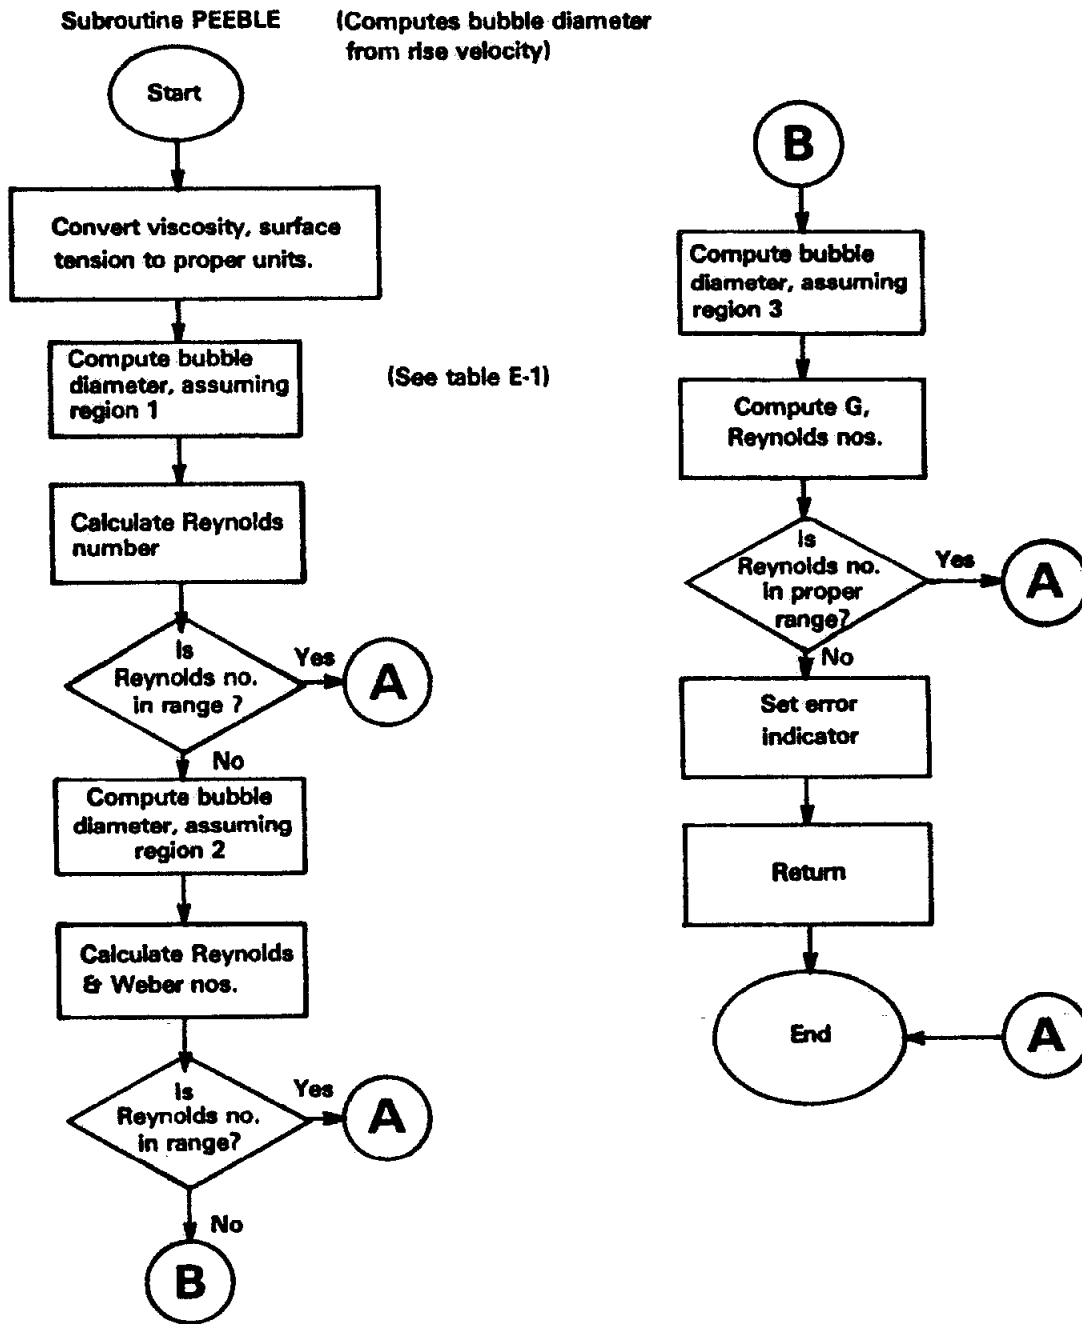 Subroutine PEEBLE
(Computes bubble diameter
from rise velocity)
Start
Convert viscosity, surface
tension to proper units.
Compute bubble
diameter, assuming
region 1
(See table E-1)
Calculate Reynolds
number
Is
Reynolds no.
in range ?
Yes
A
No
Compute bubble
diameter, assuming
region 2
Calculate Reynolds
& Weber nos.
Is
Reynolds no.
in range?
Yes
A
No
B
B
Compute bubble
diameter, assuming
region 3
Compute G,
Reynolds nos.
Is
Reynolds no.
in proper
range?
Yes
A
No
Set error
indicator
Return
End
A